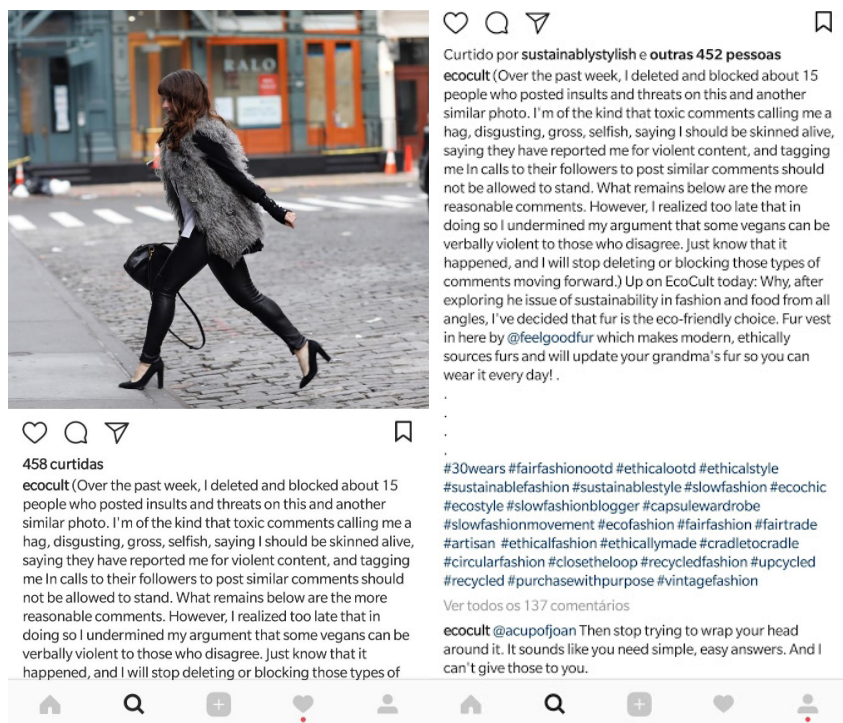 RALO
458 curtidas
ecocult (Over the past week, I deleted and blocked about 15
people who posted insults and threats on this and another
similar photo. I'm of the kind that toxic comments calling me a
hag, disgusting, gross, selfish, saying I should be skinned alive,
saying they have reported me for violent content, and tagging
me In calls to their followers to post similar comments should
not be allowed to stand. What remains below are the more
reasonable comments. However, I realized too late that in
doing so I undermined my argument that some vegans can be
verbally violent to those who disagree. Just know that it
happened, and I will stop deleting or blocking those types of
Curtido por sustainablystylish e outras 452 pessoas
ecocult (Over the past week, I deleted and blocked about 15
people who posted insults and threats on this and another
similar photo. I'm of the kind that toxic comments calling me a
hag, disgusting, gross, selfish, saying I should be skinned alive,
saying they have reported me for violent content, and tagging
me In calls to their followers to post similar comments should
not be allowed to stand. What remains below are the more
reasonable comments. However, I realized too late that in
doing so I undermined my argument that some vegans can be
verbally violent to those who disagree. Just know that it
happened, and I will stop deleting or blocking those types of
comments moving forward.) Up on EcoCult today: Why, after
exploring he issue of sustainability in fashion and food from all
angles, I've decided that fur is the eco-friendly choice. Fur vest
in here by @feelgoodfur which makes modern, ethically
sources furs and will update your grandma's fur so you can
wear it every day! .
.
.
.
.
#30wears #fairfashionootd #ethicalootd #ethicalstyle
#sustainablefashion #sustainablestyle #slowfashion #ecochic
#ecostyle #slowfashionblogger #capsulewardrobe
#slowfashionmovement #ecofashion #fairfashion #fairtrade
#artisan #ethicalfashion #ethicallymade #cradletocradle
#circularfashion #closetheloop #recycledfashion #upcycled
#recycled #purchasewithpurpose #vintagefashion
Ver todos os 137 comentários
ecocult @acupofjoan Then stop trying to wrap your head
around it. It sounds like you need simple, easy answers. And I
can't give those to you.